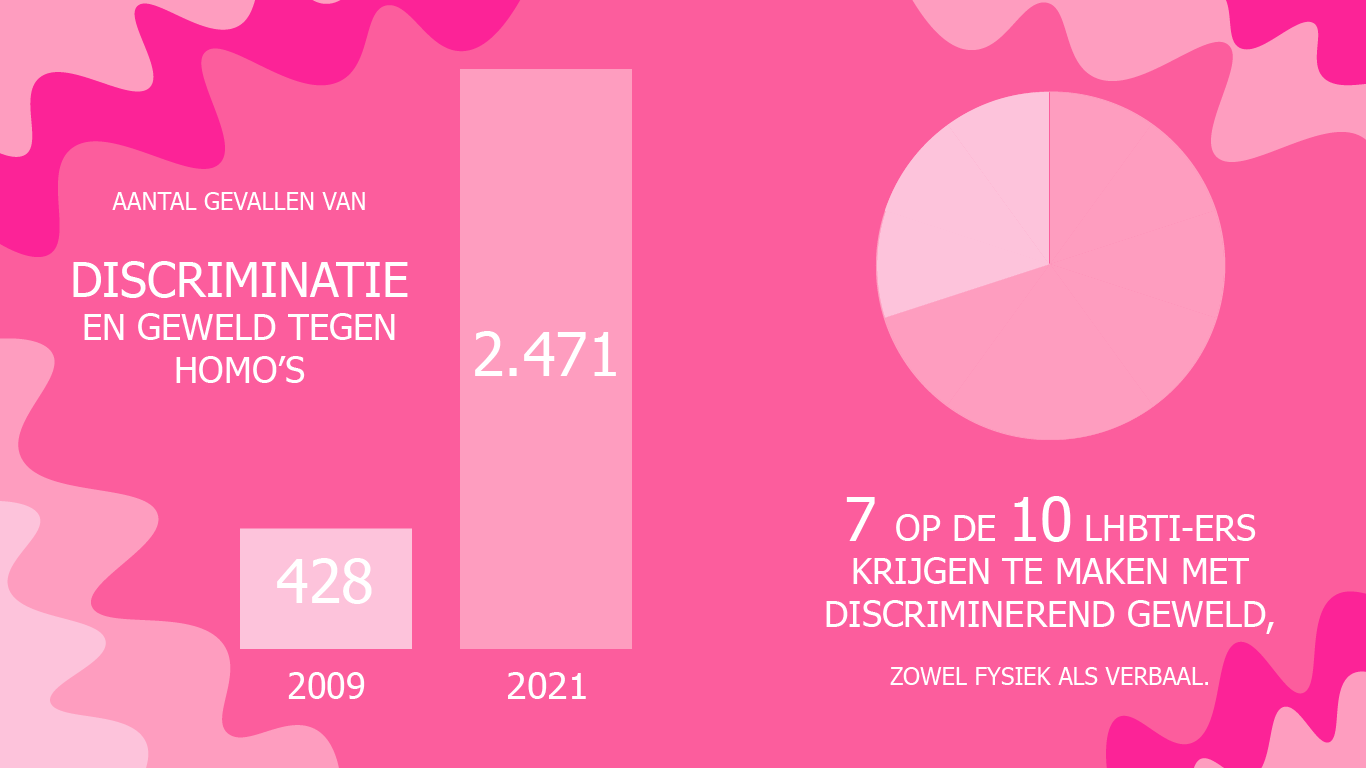 AANTAL GEVALLEN VAN
DISCRIMINATIE
EN GEWELD TEGEN
HOMO’S
428
2009
2.471
2021
7 OP DE 10 LHBTI-ERS
KRIJGEN TE MAKEN MET
DISCRIMINEREND GEWELD,
ZOWEL FYSIEK ALS VERBAAL.